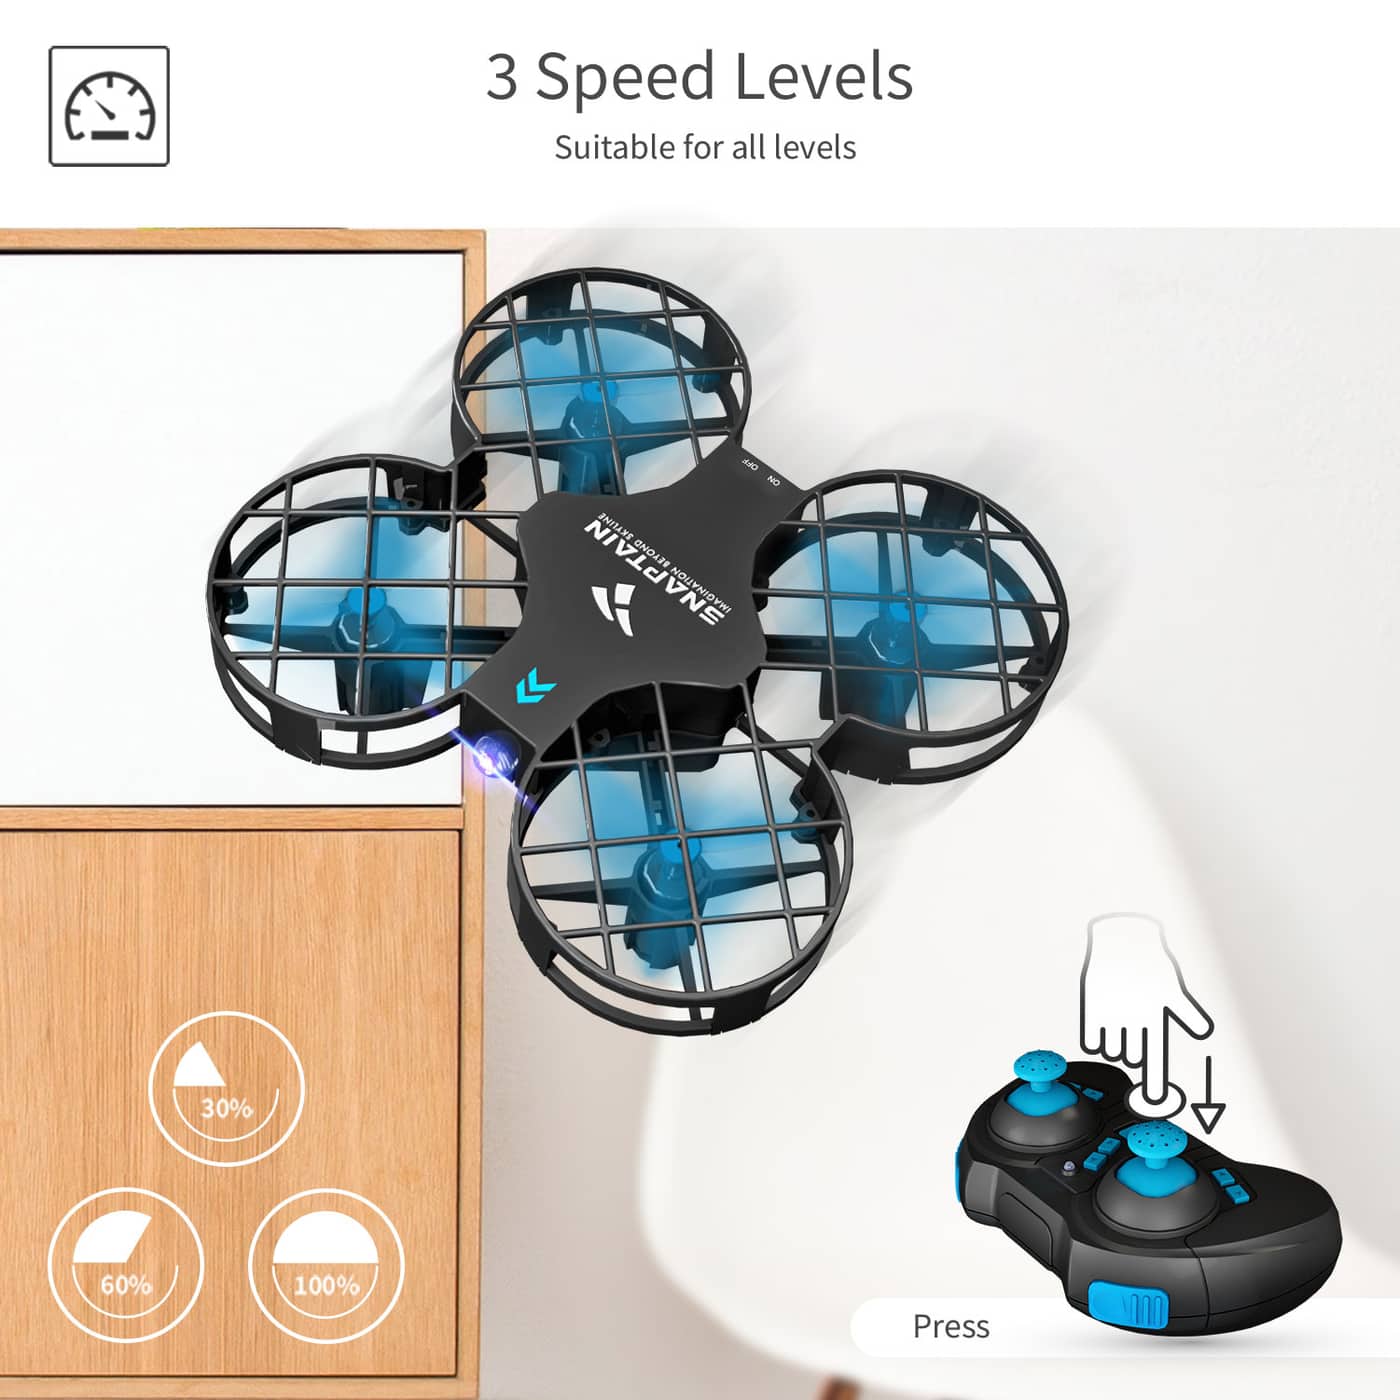 3 Speed Levels
Suitable for all levels
OFF ON
SNAPTAIN
IMAGINATION BEYOND SKYLINE
30%
60%
100%
Press